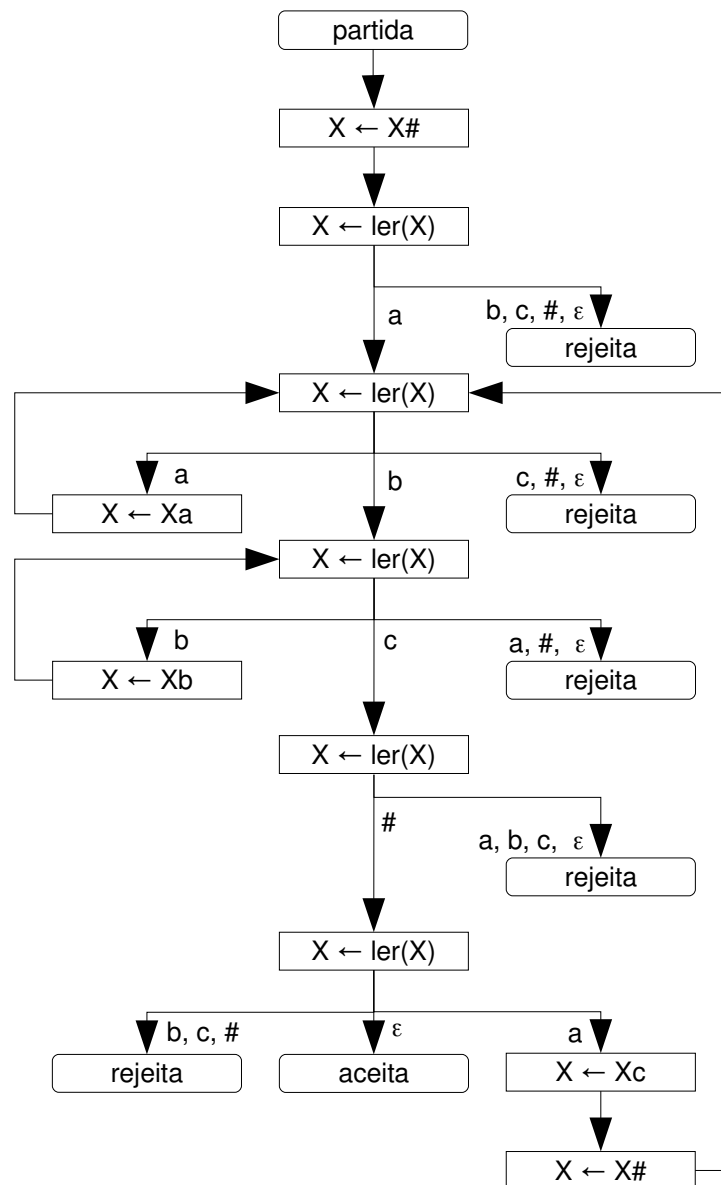 partida
X ← X#
X ← ler(X)
a
b, c, #, ε
rejeita
X ← ler(X)
a
b
c, #, ε
X ← Xa
rejeita
X ← ler(X)
b
c
a, #, ε
X ← Xb
rejeita
X ← ler(X)
#
a, b, c, ε
rejeita
X ← ler(X)
b, c, #
ε
a
rejeita
aceita
X ← Xc
X ← X#